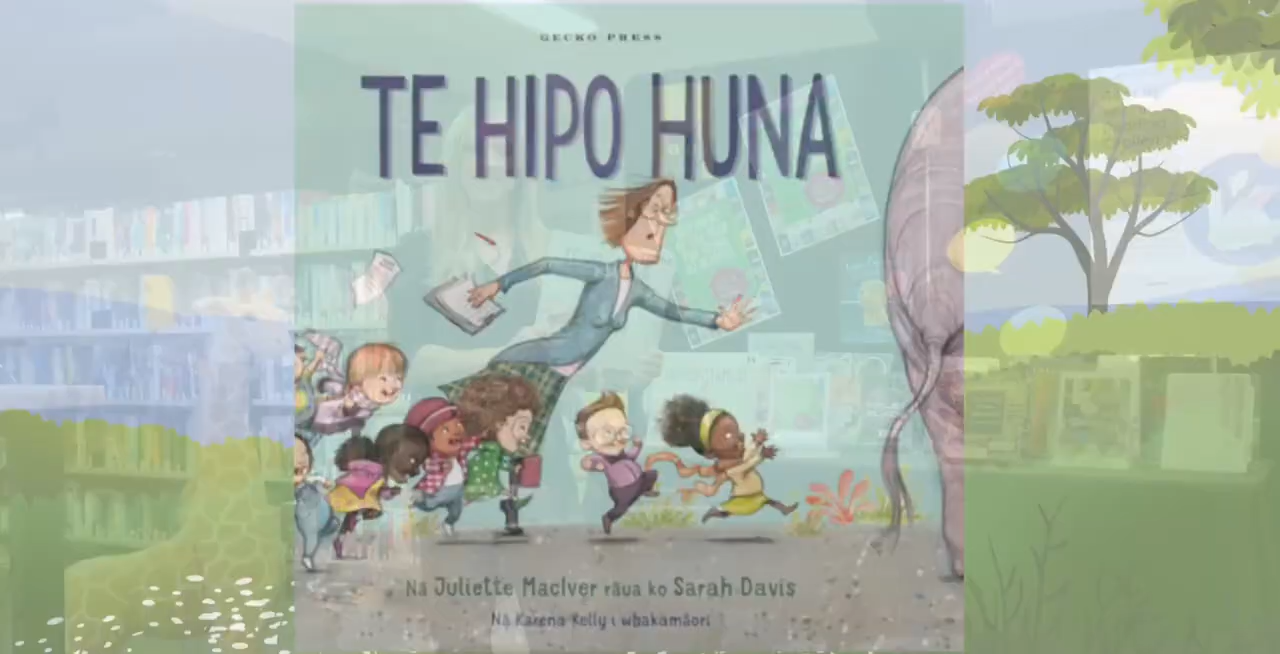 GECKO PRESS
TE HIPO HUNA
Nā Juliette MacIver rāua ko Sarah Davis
Nā Karena Kelly i whakamāori